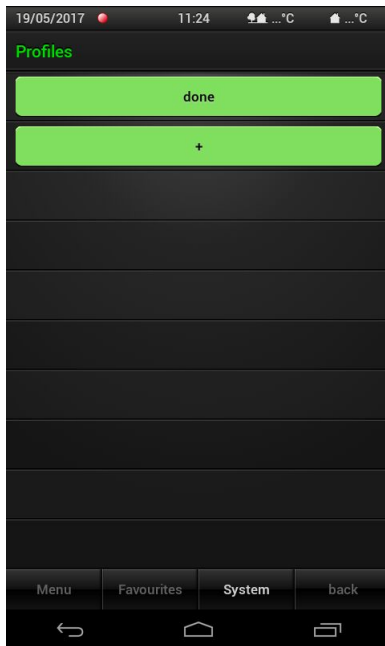 19/05/2017 11:24 ...°C ...°C
Profiles
done
+
Menu Favourites System back